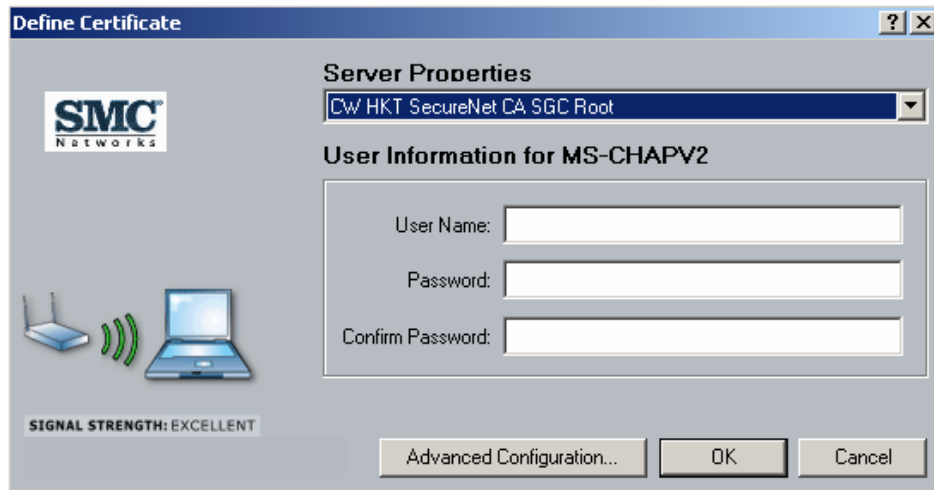 Define Certificate
SMC®
Networks
Server Properties
CW HKT SecureNet CA SGC Root
User Information for MS-CHAPV2
User Name:
Password:
Confirm Password:
SIGNAL STRENGTH: EXCELLENT
Advanced Configuration...
OK
Cancel